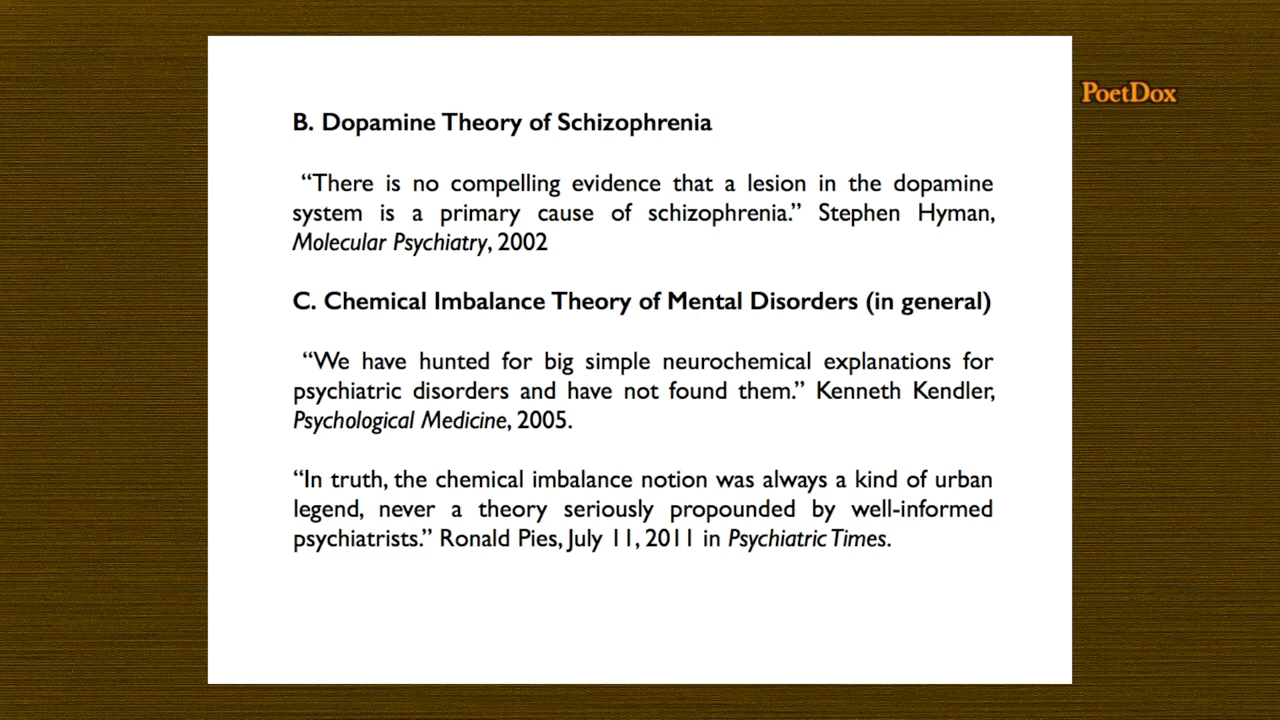 PoetDox
B. Dopamine Theory of Schizophrenia
“There is no compelling evidence that a lesion in the dopamine
system is a primary cause of schizophrenia.” Stephen Hyman,
Molecular Psychiatry, 2002
C. Chemical Imbalance Theory of Mental Disorders (in general)
“We have hunted for big simple neurochemical explanations for
psychiatric disorders and have not found them.” Kenneth Kendler,
Psychological Medicine, 2005.
“In truth, the chemical imbalance notion was always a kind of urban
legend, never a theory seriously propounded by well-informed
psychiatrists.” Ronald Pies, July 11, 2011 in Psychiatric Times.